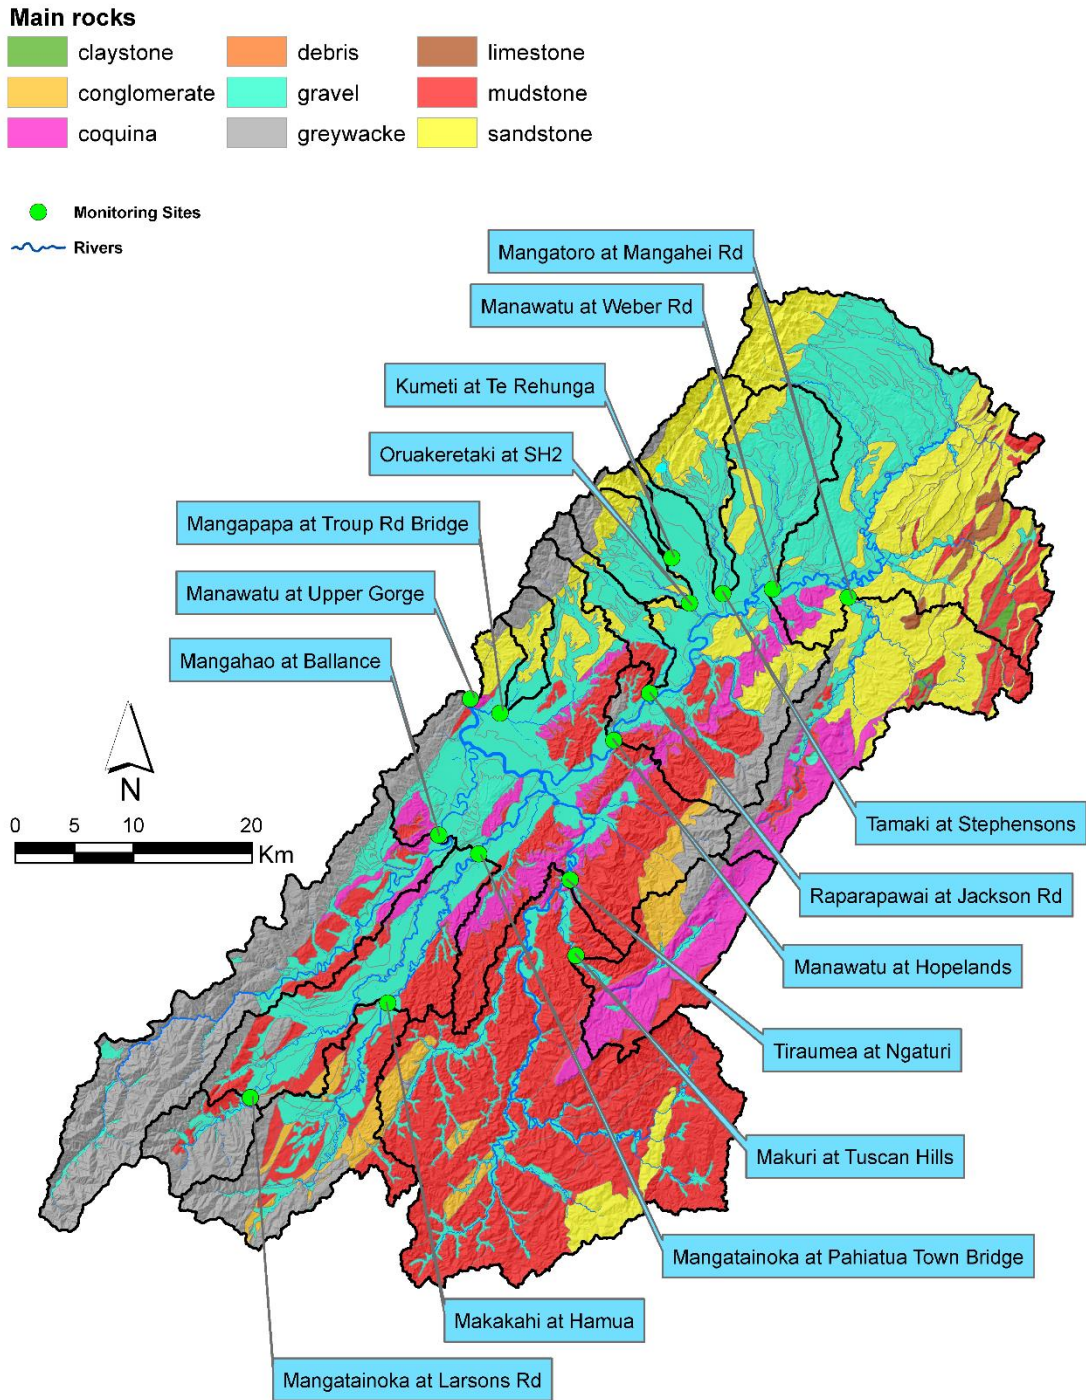 Main rocks
claystone
debris
limestone
conglomerate
gravel
mudstone
coquina
greywacke
sandstone
Monitoring Sites
Rivers
Mangatoro at Mangahei Rd
Manawatu at Weber Rd
Kumeti at Te Rehunga
Oruakeretaki at SH2
Mangapapa at Troup Rd Bridge
Manawatu at Upper Gorge
Mangahao at Ballance
N
0 5 10 20
Km
Tamaki at Stephensons
Raparapawai at Jackson Rd
Manawatu at Hopelands
Tiraumea at Ngaturi
Makuri at Tuscan Hills
Mangatainoka at Pahiatua Town Bridge
Makakahi at Hamua
Mangatainoka at Larsons Rd